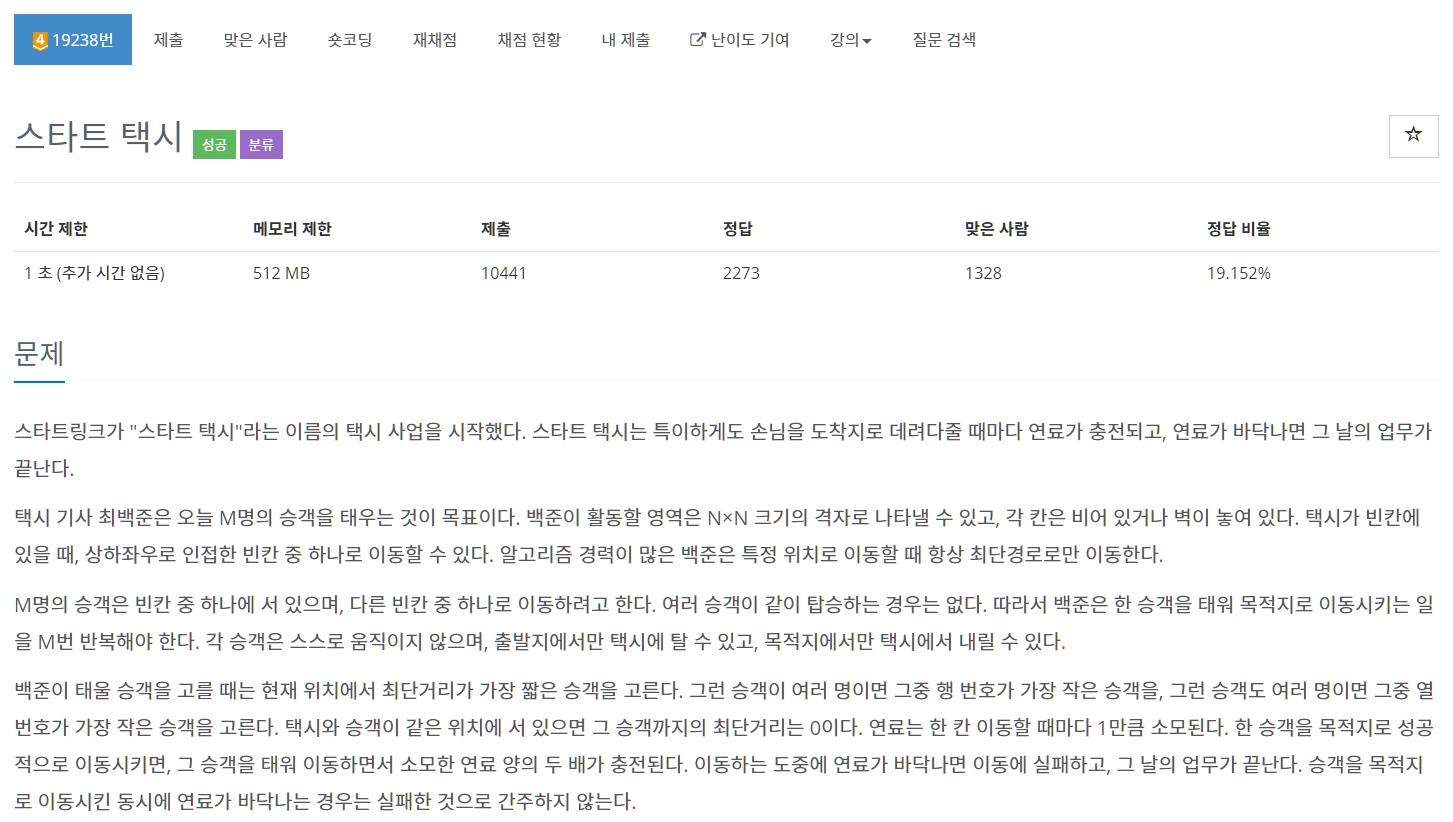 4 19238번 제출 맞은 사람 숏코딩 재채점 채점 현황 내 제출 난이도 기여 강의 질문 검색
스타트 택시 성공 분류
시간 제한 메모리 제한 제출 정답 맞은 사람 정답 비율
1 초 (추가 시간 없음) 512 MB 10441 2273 1328 19.152%
문제
스타트링크가 "스타트 택시"라는 이름의 택시 사업을 시작했다. 스타트 택시는 특이하게도 손님을 도착지로 데려다줄 때마다 연료가 충전되고, 연료가 바닥나면 그 날의 업무가
끝난다.
택시 기사 최백준은 오늘 M명의 승객을 태우는 것이 목표이다. 백준이 활동할 영역은 N×N 크기의 격자로 나타낼 수 있고, 각 칸은 비어 있거나 벽이 놓여 있다. 택시가 빈칸에
있을 때, 상하좌우로 인접한 빈칸 중 하나로 이동할 수 있다. 알고리즘 경력이 많은 백준은 특정 위치로 이동할 때 항상 최단경로로만 이동한다.
M명의 승객은 빈칸 중 하나에 서 있으며, 다른 빈칸 중 하나로 이동하려고 한다. 여러 승객이 같이 탑승하는 경우는 없다. 따라서 백준은 한 승객을 태워 목적지로 이동시키는 일
을 M번 반복해야 한다. 각 승객은 스스로 움직이지 않으며, 출발지에서만 택시에 탈 수 있고, 목적지에서만 택시에서 내릴 수 있다.
백준이 태울 승객을 고를 때는 현재 위치에서 최단거리가 가장 짧은 승객을 고른다. 그런 승객이 여러 명이면 그중 행 번호가 가장 작은 승객을, 그런 승객도 여러 명이면 그중 열
번호가 가장 작은 승객을 고른다. 택시와 승객이 같은 위치에 서 있으면 그 승객까지의 최단거리는 0이다. 연료는 한 칸 이동할 때마다 1만큼 소모된다. 한 승객을 목적지로 성공
적으로 이동시키면, 그 승객을 태워 이동하면서 소모한 연료 양의 두 배가 충전된다. 이동하는 도중에 연료가 바닥나면 이동에 실패하고, 그 날의 업무가 끝난다. 승객을 목적지
로 이동시킨 동시에 연료가 바닥나는 경우는 실패한 것으로 간주하지 않는다.